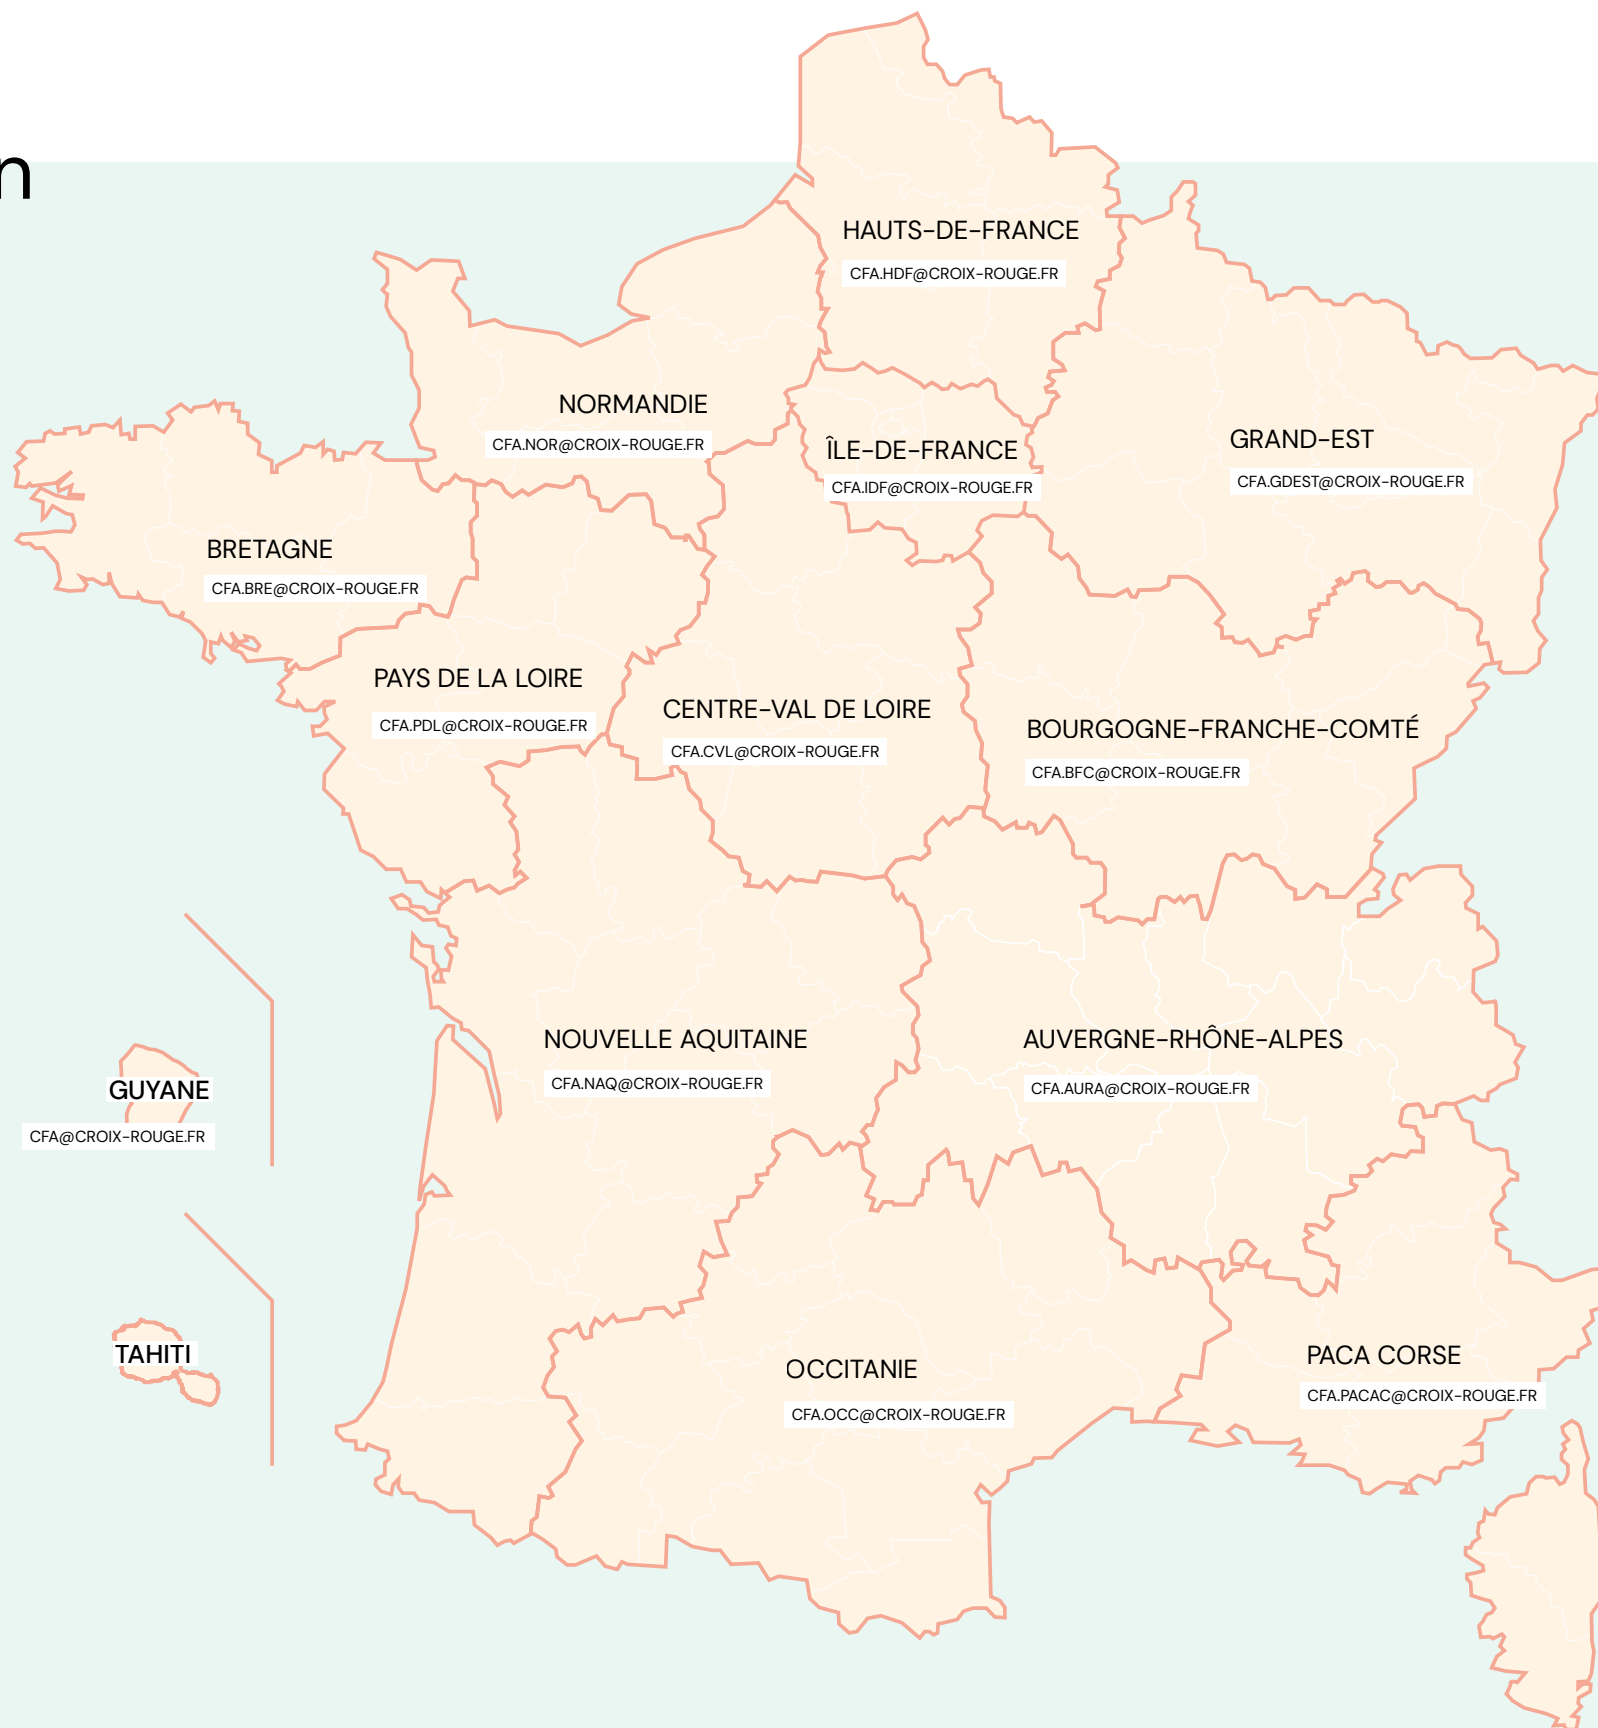 n
HAUTS-DE-FRANCE
CFA.HDF@CROIX-ROUGE.FR
NORMANDIE
CFA.NOR@CROIX-ROUGE.FR
ÎLE-DE-FRANCE
CFA.IDF@CROIX-ROUGE.FR
GRAND-EST
CFA.GDEST@CROIX-ROUGE.FR
BRETAGNE
CFA.BRE@CROIX-ROUGE.FR
PAYS DE LA LOIRE
CFA.PDL@CROIX-ROUGE.FR
CENTRE-VAL DE LOIRE
CFA.CVL@CROIX-ROUGE.FR
BOURGOGNE-FRANCHE-COMTÉ
CFA.BFC@CROIX-ROUGE.FR
NOUVELLE AQUITAINE
CFA.NAQ@CROIX-ROUGE.FR
AUVERGNE-RHÔNE-ALPES
CFA.AURA@CROIX-ROUGE.FR
GUYANE
CFA@CROIX-ROUGE.FR
TAHITI
OCCITANIE
CFA.OCC@CROIX-ROUGE.FR
PACA CORSE
CFA.PACAC@CROIX-ROUGE.FR